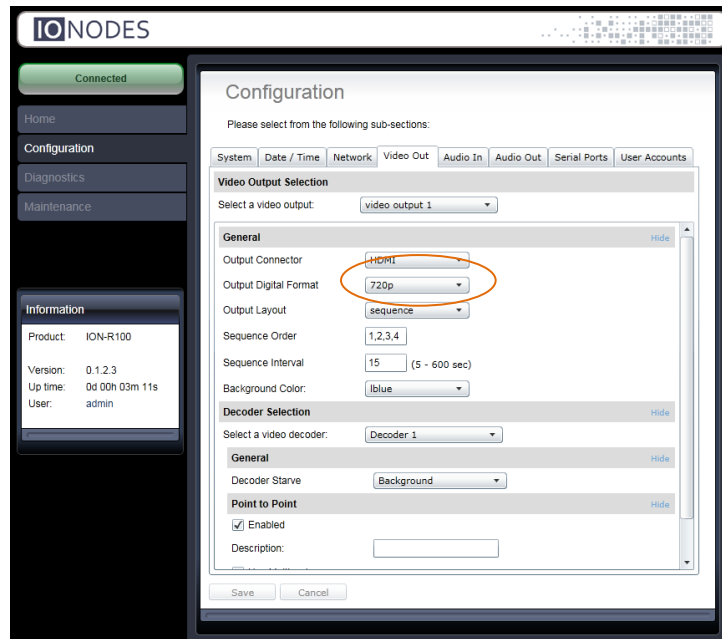 IONODES
Connected
Home
Configuration
Diagnostics
Maintenance
Information
Product: ION-R100
Version: 0.1.2.3
Up time: 0d 00h 03m 11s
User: admin
Configuration
Please select from the following sub-sections:
System Date / Time Network Video Out Audio In Audio Out Serial Ports User Accounts
Video Output Selection
Select a video output: video output 1
General Hide
Output Connector HDMI
Output Digital Format 720p
Output Layout sequence
Sequence Order 1,2,3,4
Sequence Interval 15 (5 - 600 sec)
Background Color: lblue
Decoder Selection Hide
Select a video decoder: Decoder 1
General Hide
Decoder Starve Background
Point to Point Hide
Enabled
Description:
Save Cancel